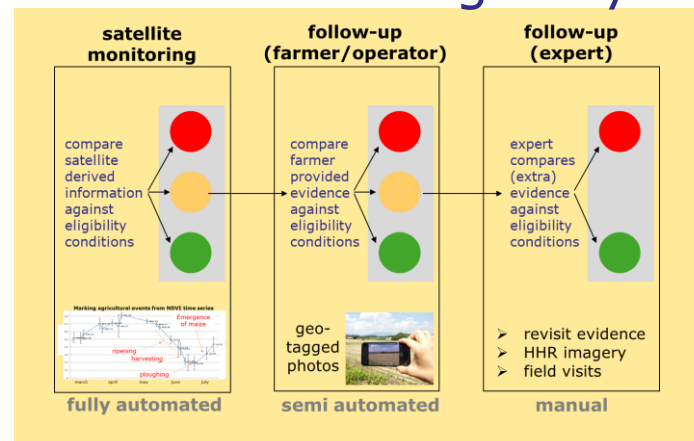 satellite
monitoring
follow-up
(farmer/operator)
follow-up
(expert)
compare
satellite
derived
information
against
eligibility
conditions
compare
farmer
provided
evidence
against
eligibility
conditions
expert
compares
(extra)
evidence
against
eligibility
conditions
Marking agricultural events from NDVI time series
Emergence
of maize
ripening
harvesting
ploughing
march april may june july
geo-
tagged
photos
➢ revisit evidence
➢ HHR imagery
➢ field visits
fully automated
semi automated
manual